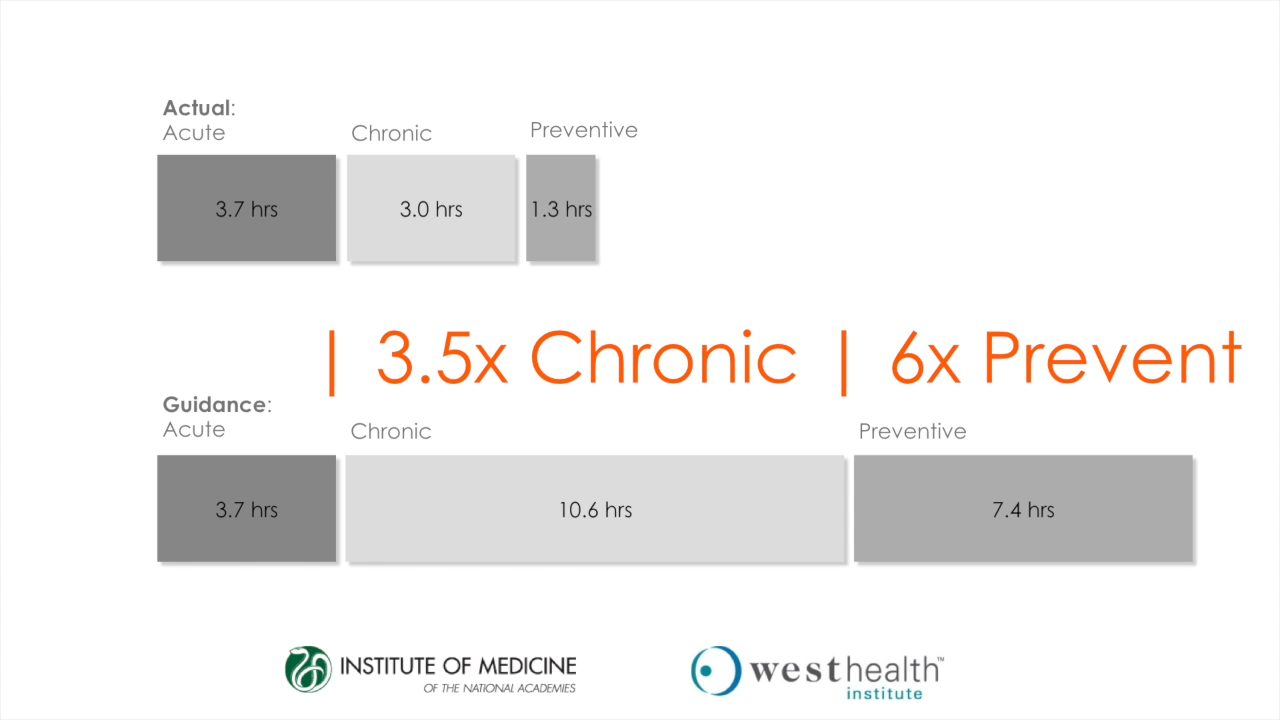 Actual:
Acute
Chronic
Preventive
3.7 hrs
3.0 hrs
1.3 hrs
| 3.5x Chronic | 6x Prevent
Guidance:
Acute
Chronic
Preventive
3.7 hrs
10.6 hrs
7.4 hrs
INSTITUTE OF MEDICINE
OF THE NATIONAL ACADEMIES
westhealth™
institute